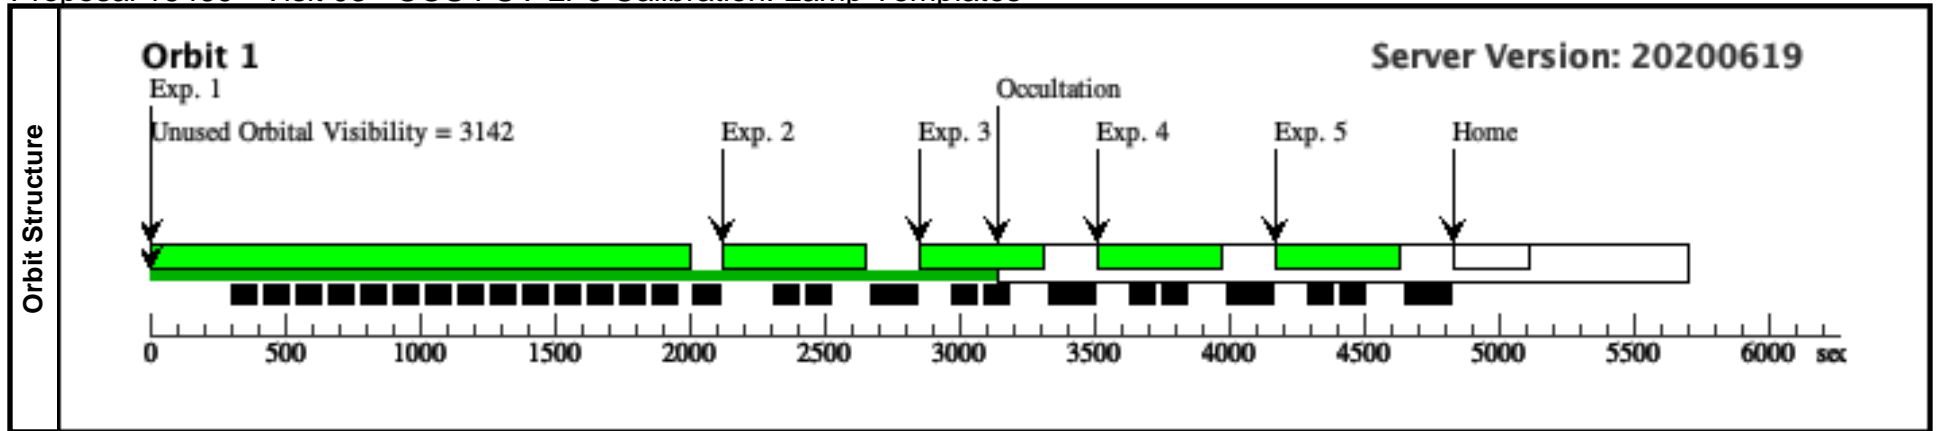 Orbit Structure
Orbit 1
Server Version: 20200619
Exp. 1
Occultation
Unused Orbital Visibility = 3142
Exp. 2
Exp. 3
Exp. 4
Exp. 5
Home
0 500 1000 1500 2000 2500 3000 3500 4000 4500 5000 5500 6000 sec